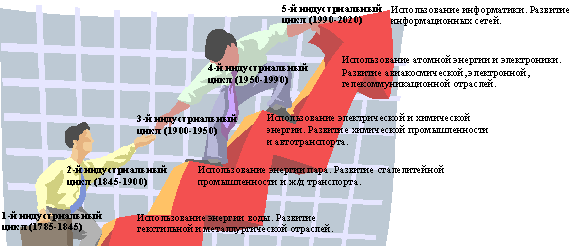 5-й индустриальный
цикл (1990-2020)
Использование информатики. Развитие
информационных сетей.
4-й индустриальный
цикл (1950-1990)
Использование атомной энергии и электроники.
Развитие авиакосмической, электронной,
телекоммуникационной отраслей.
3-й индустриальный
цикл (1900-1950)
Использование электрической и химической
энергии. Развитие химической промышленности
и автотранспорта.
2-й индустриальный
цикл (1845-1900)
Использование энергии пара. Развитие сталелитейной
промышленности и ж/д транспорта.
1-й индустриальный
цикл (1785-1845)
Использование энергии воды. Развитие
текстильной и металлургической отраслей.